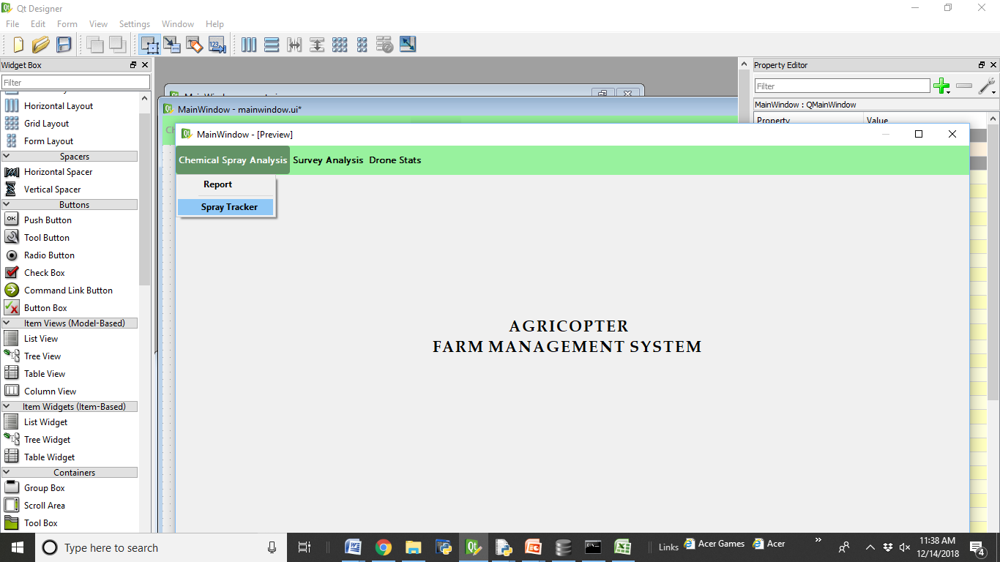 Qt Designer
File Edit Form View Settings Window Help
Widget Box
Filter
Horizontal Layout
Grid Layout
Form Layout
Spacers
Horizontal Spacer
Vertical Spacer
Buttons
OK Push Button
Tool Button
Radio Button
Check Box
Command Link Button
Button Box
Item Views (Model-Based)
List View
Tree View
Table View
Column View
Item Widgets (Item-Based)
List Widget
Tree Widget
Table Widget
Containers
Group Box
Scroll Area
Tool Box
MainWindow - mainwindow.ui*
MainWindow - [Preview]
Chemical Spray Analysis Survey Analysis Drone Stats
Report
Spray Tracker
AGRICOPTER
FARM MANAGEMENT SYSTEM
Property Editor
Filter
MainWindow : QMainWindow
Property Value
Type here to search
Links Acer Games Acer
11:38 AM
12/14/2018
4